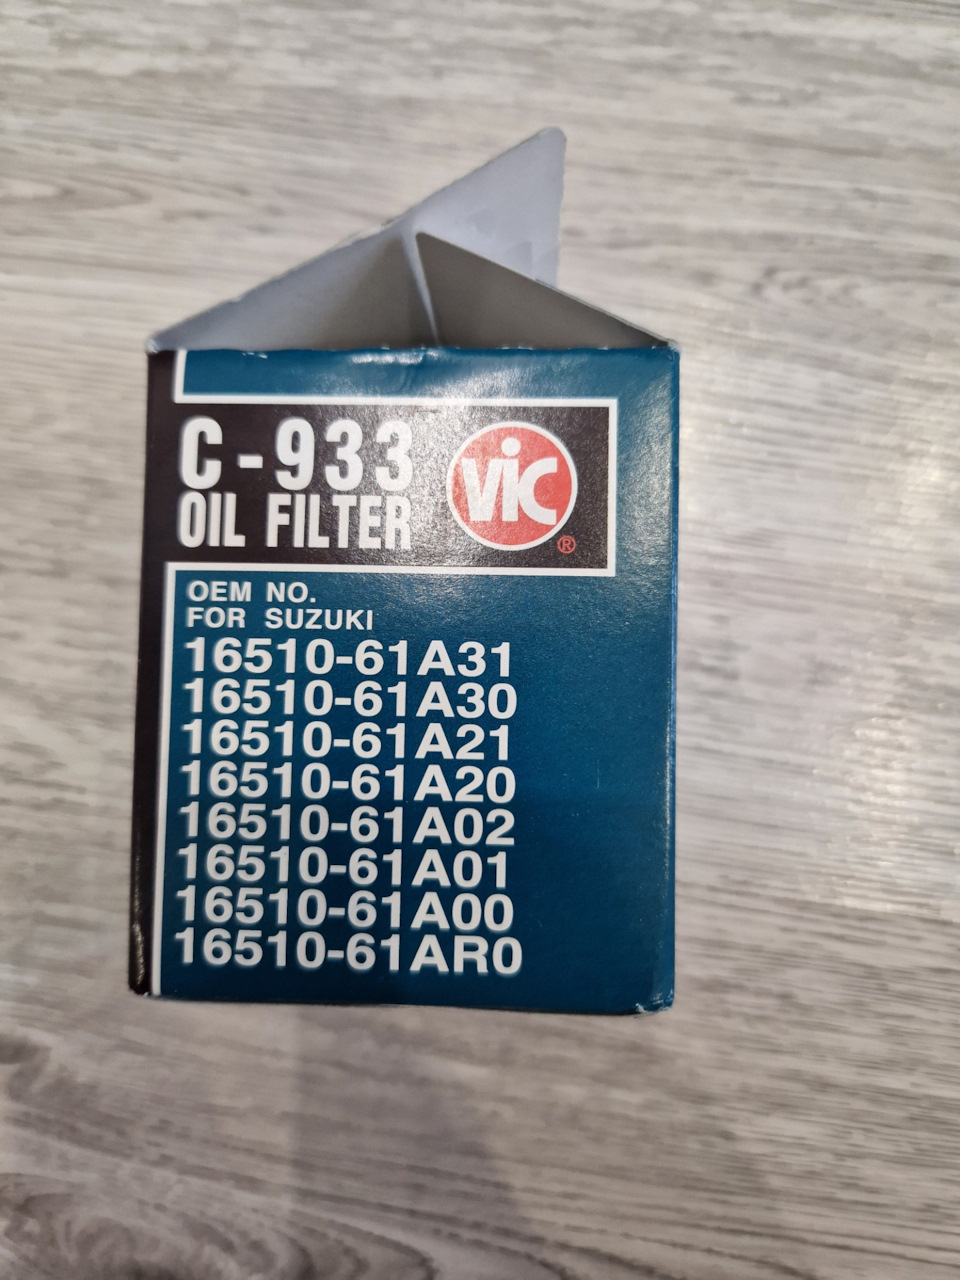 C-933
OIL FILTER
VIC
®
OEM NO.
FOR SUZUKI
16510-61A31
16510-61A30
16510-61A21
16510-61A20
16510-61A02
16510-61A01
16510-61A00
16510-61AR0